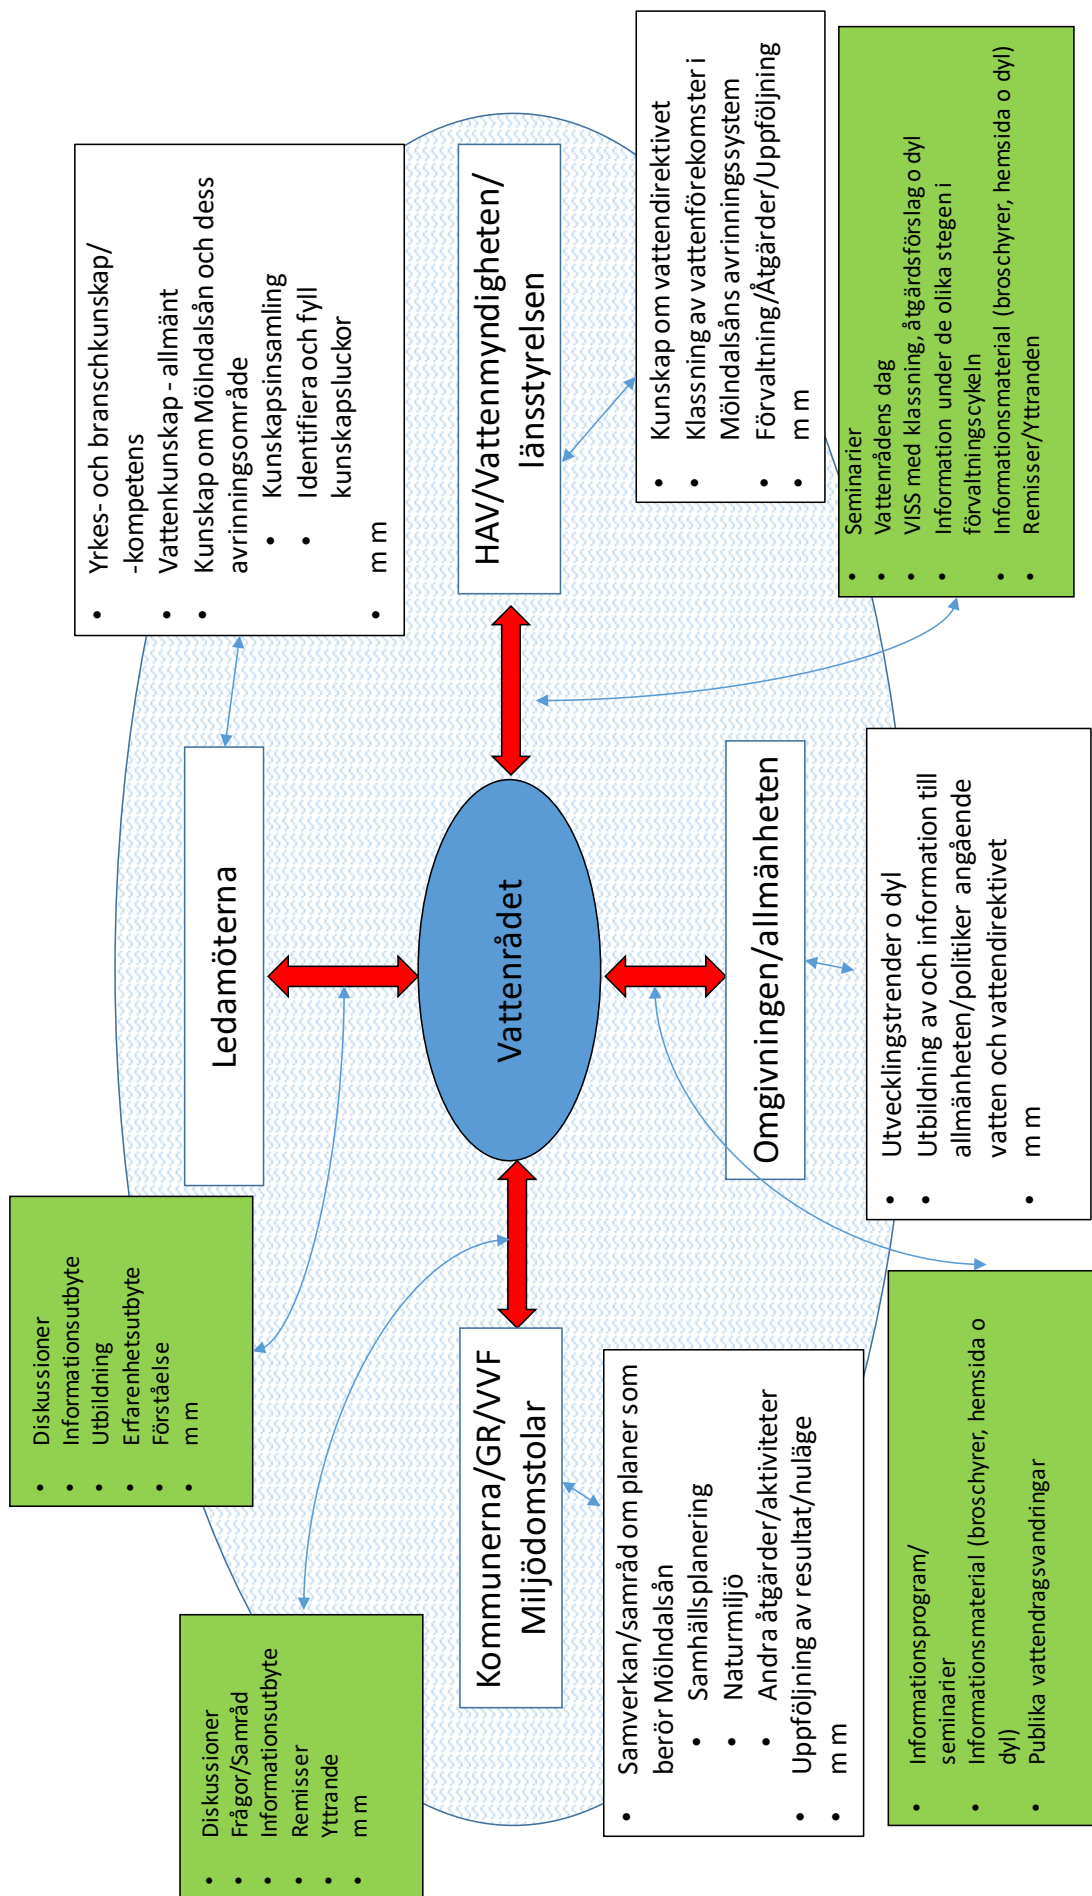 • Diskussioner
• Informationsutbyte
• Utbildning
• Erfarenhetsutbyte
• Förståelse
• m m
• Yrkes- och branschkunskap/
-kompetens
• Vattenkunskap - allmänt
• Kunskap om Mölndalsån och dess
avrinningsområde
• Kunskapsinsamling
• Identifiera och fyll
kunskapsluckor
• m m
• Diskussioner
• Frågor/Samråd
• Informationsutbyte
• Remisser
• Yttrande
• m m
Ledamöterna
Kommunerna/GR/VVF
Miljödomstolar
Vattenrådet
HAV/Vattenmyndigheten/
länsstyrelsen
• Samverkan/samråd om planer som
berör Mölndalsån
• Samhällsplanering
• Naturmiljö
• Andra åtgärder/aktiviteter
• Uppföljning av resultat/nuläge
• m m
Omgivningen/allmänheten
• Kunskap om vattendirektivet
• Klassning av vattenförekomster i
Mölndalsåns avrinningssystem
• Förvaltning/Åtgärder/Uppföljning
• m m
• Informationsprogram/
seminarier
• Informationsmaterial (broschyrer, hemsida o
dyl)
• Publika vattendragsvandringar
• Utvecklingstrender o dyl
• Utbildning av och information till
allmänheten/politiker angående
vatten och vattendirektivet
• m m
• Seminarier
• Vattenrådens dag
• VISS med klassning, åtgärdsförslag o dyl
• Information under de olika stegen i
förvaltningscykeln
• Informationsmaterial (broschyrer, hemsida o dyl)
• Remisser/Yttranden